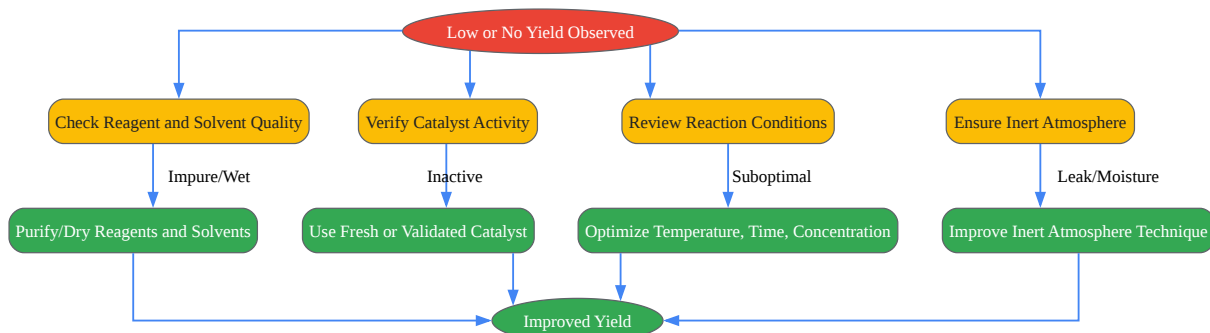 Low or No Yield Observed
Check Reagent and Solvent Quality
Verify Catalyst Activity
Review Reaction Conditions
Ensure Inert Atmosphere
Impure/Wet
Inactive
Suboptimal
Leak/Moisture
Purify/Dry Reagents and Solvents
Use Fresh or Validated Catalyst
Optimize Temperature, Time, Concentration
Improve Inert Atmosphere Technique
Improved Yield